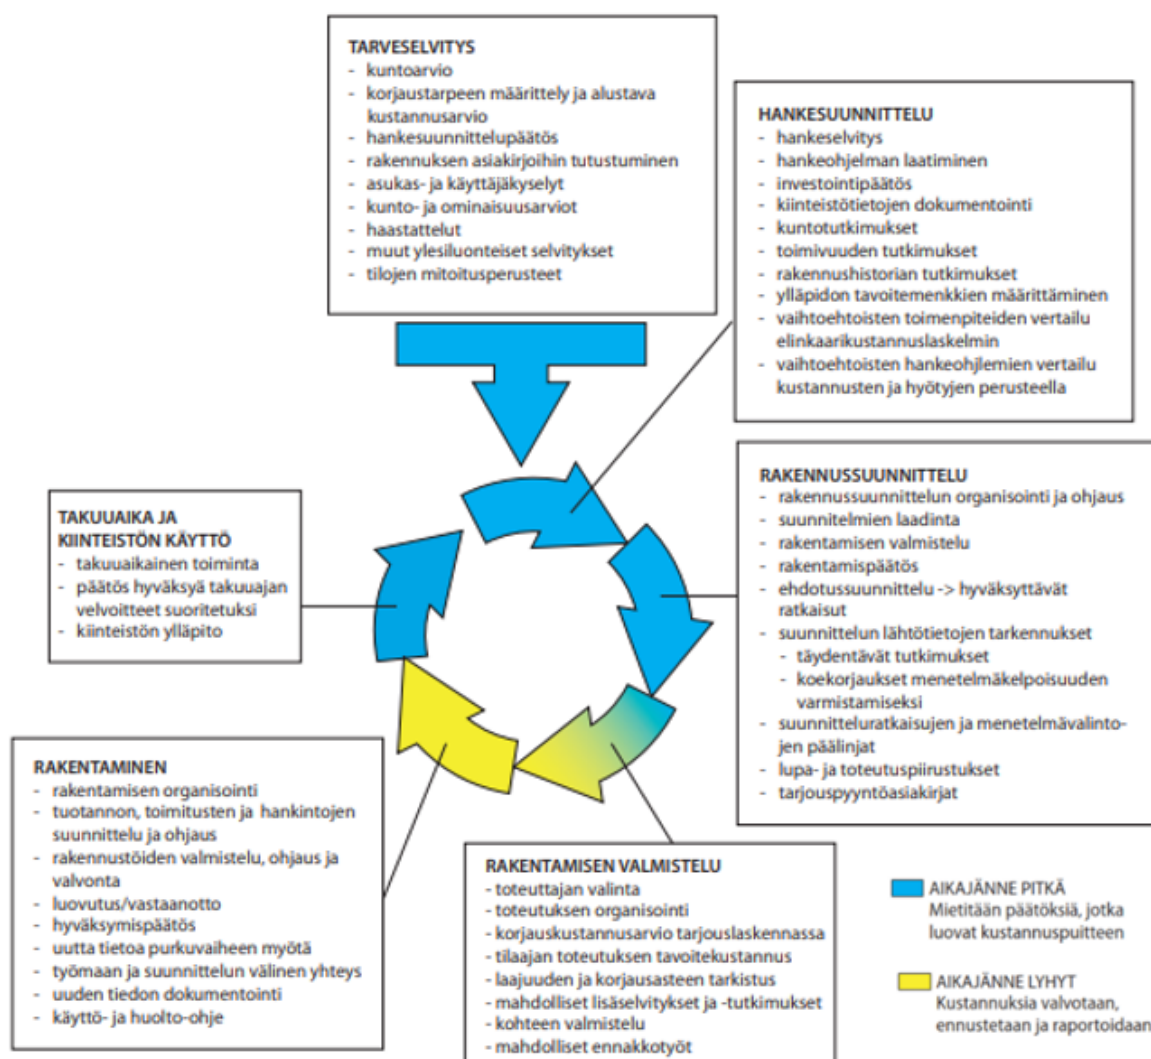 TARVESELVITYS
- kuntoarvio
- korjaustarpeen määrittely ja alustava
kustannusarvio
- hankesuunnittelupäätös
- rakennuksen asiakirjoihin tutustuminen
- asukas- ja käyttäjäkyselyt
- kunto- ja ominaisuusarviot
- haastattelut
- muut ylesiluonteiset selvitykset
- tilojen mitoitusperusteet
HANKESUUNNITTELU
- hankeselvitys
- hankeohjelman laatiminen
- investointipäätös
- kiinteistötietojen dokumentointi
- kuntotutkimukset
- toimivuuden tutkimukset
- rakennushistorian tutkimukset
- ylläpidon tavoitemenkkien määrittäminen
- vaihtoehtoisten toimenpiteiden vertailu
elinkaarikustannuslaskelmin
- vaihtoehtoisten hankeohjlemien vertailu
kustannusten ja hyötyjen perusteella
RAKENNUSSUUNNITTELU
- rakennussuunnittelun organisointi ja ohjaus
- suunnitelmien laadinta
- rakentamisen valmistelu
- rakentamispäätös
- ehdotussuunnittelu -> hyväksyttävät
ratkaisut
- suunnittelun lähtötietojen tarkennukset
- täydentävät tutkimukset
- koekorjaukset menetelmäkelpoisuuden
varmistamiseksi
- suunnitteluratkaisujen ja menetelmävalinto-
jen päälinjat
- lupa- ja toteutuspiirustukset
- tarjouspyyntöasiakirjat
TAKUUAIKA JA
KIINTEISTÖN KÄYTTÖ
- takuuaikainen toiminta
- päätös hyväksyä takuuajan
velvoitteet suoritetuksi
- kiinteistön ylläpito
RAKENTAMINEN
- rakentamisen organisointi
- tuotannon, toimitusten ja hankintojen
suunnittelu ja ohjaus
- rakennustöiden valmistelu, ohjaus ja
valvonta
- luovutus/vastaanotto
- hyväksymispäätös
- uutta tietoa purkuvaiheen myötä
- työmaan ja suunnittelun välinen yhteys
- uuden tiedon dokumentointi
- käyttö- ja huolto-ohje
RAKENTAMISEN VALMISTELU
- toteuttajan valinta
- toteutuksen organisointi
- korjauskustannusarvio tarjouslaskennassa
- tilaajan toteutuksen tavoitekustannus
- laajuuden ja korjausasteen tarkistus
- mahdolliset lisäselvitykset ja -tutkimukset
- kohteen valmistelu
- mahdolliset ennakkotyöt
AIKAJÄNNE PITKÄ
Mietitään päätöksiä, jotka
luovat kustannuspuitteen
AIKAJÄNNE LYHYT
Kustannuksia valvotaan,
ennustetaan ja raportoidaan